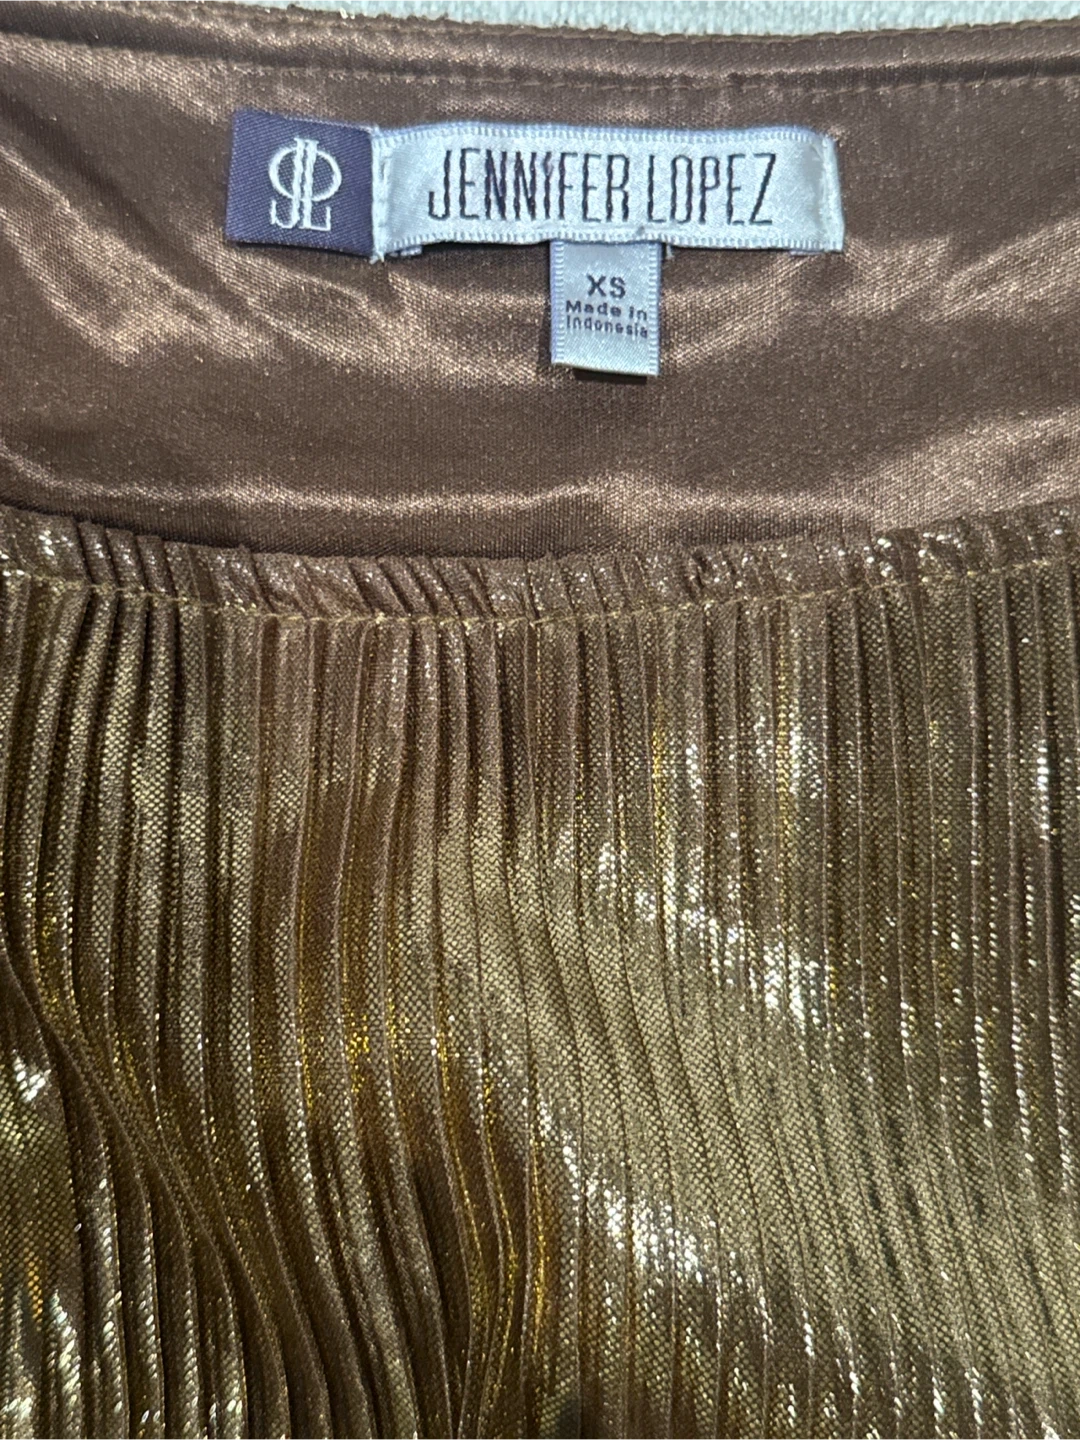 JL
JENNIFER LOPEZ
XS
Made in
Indonesia